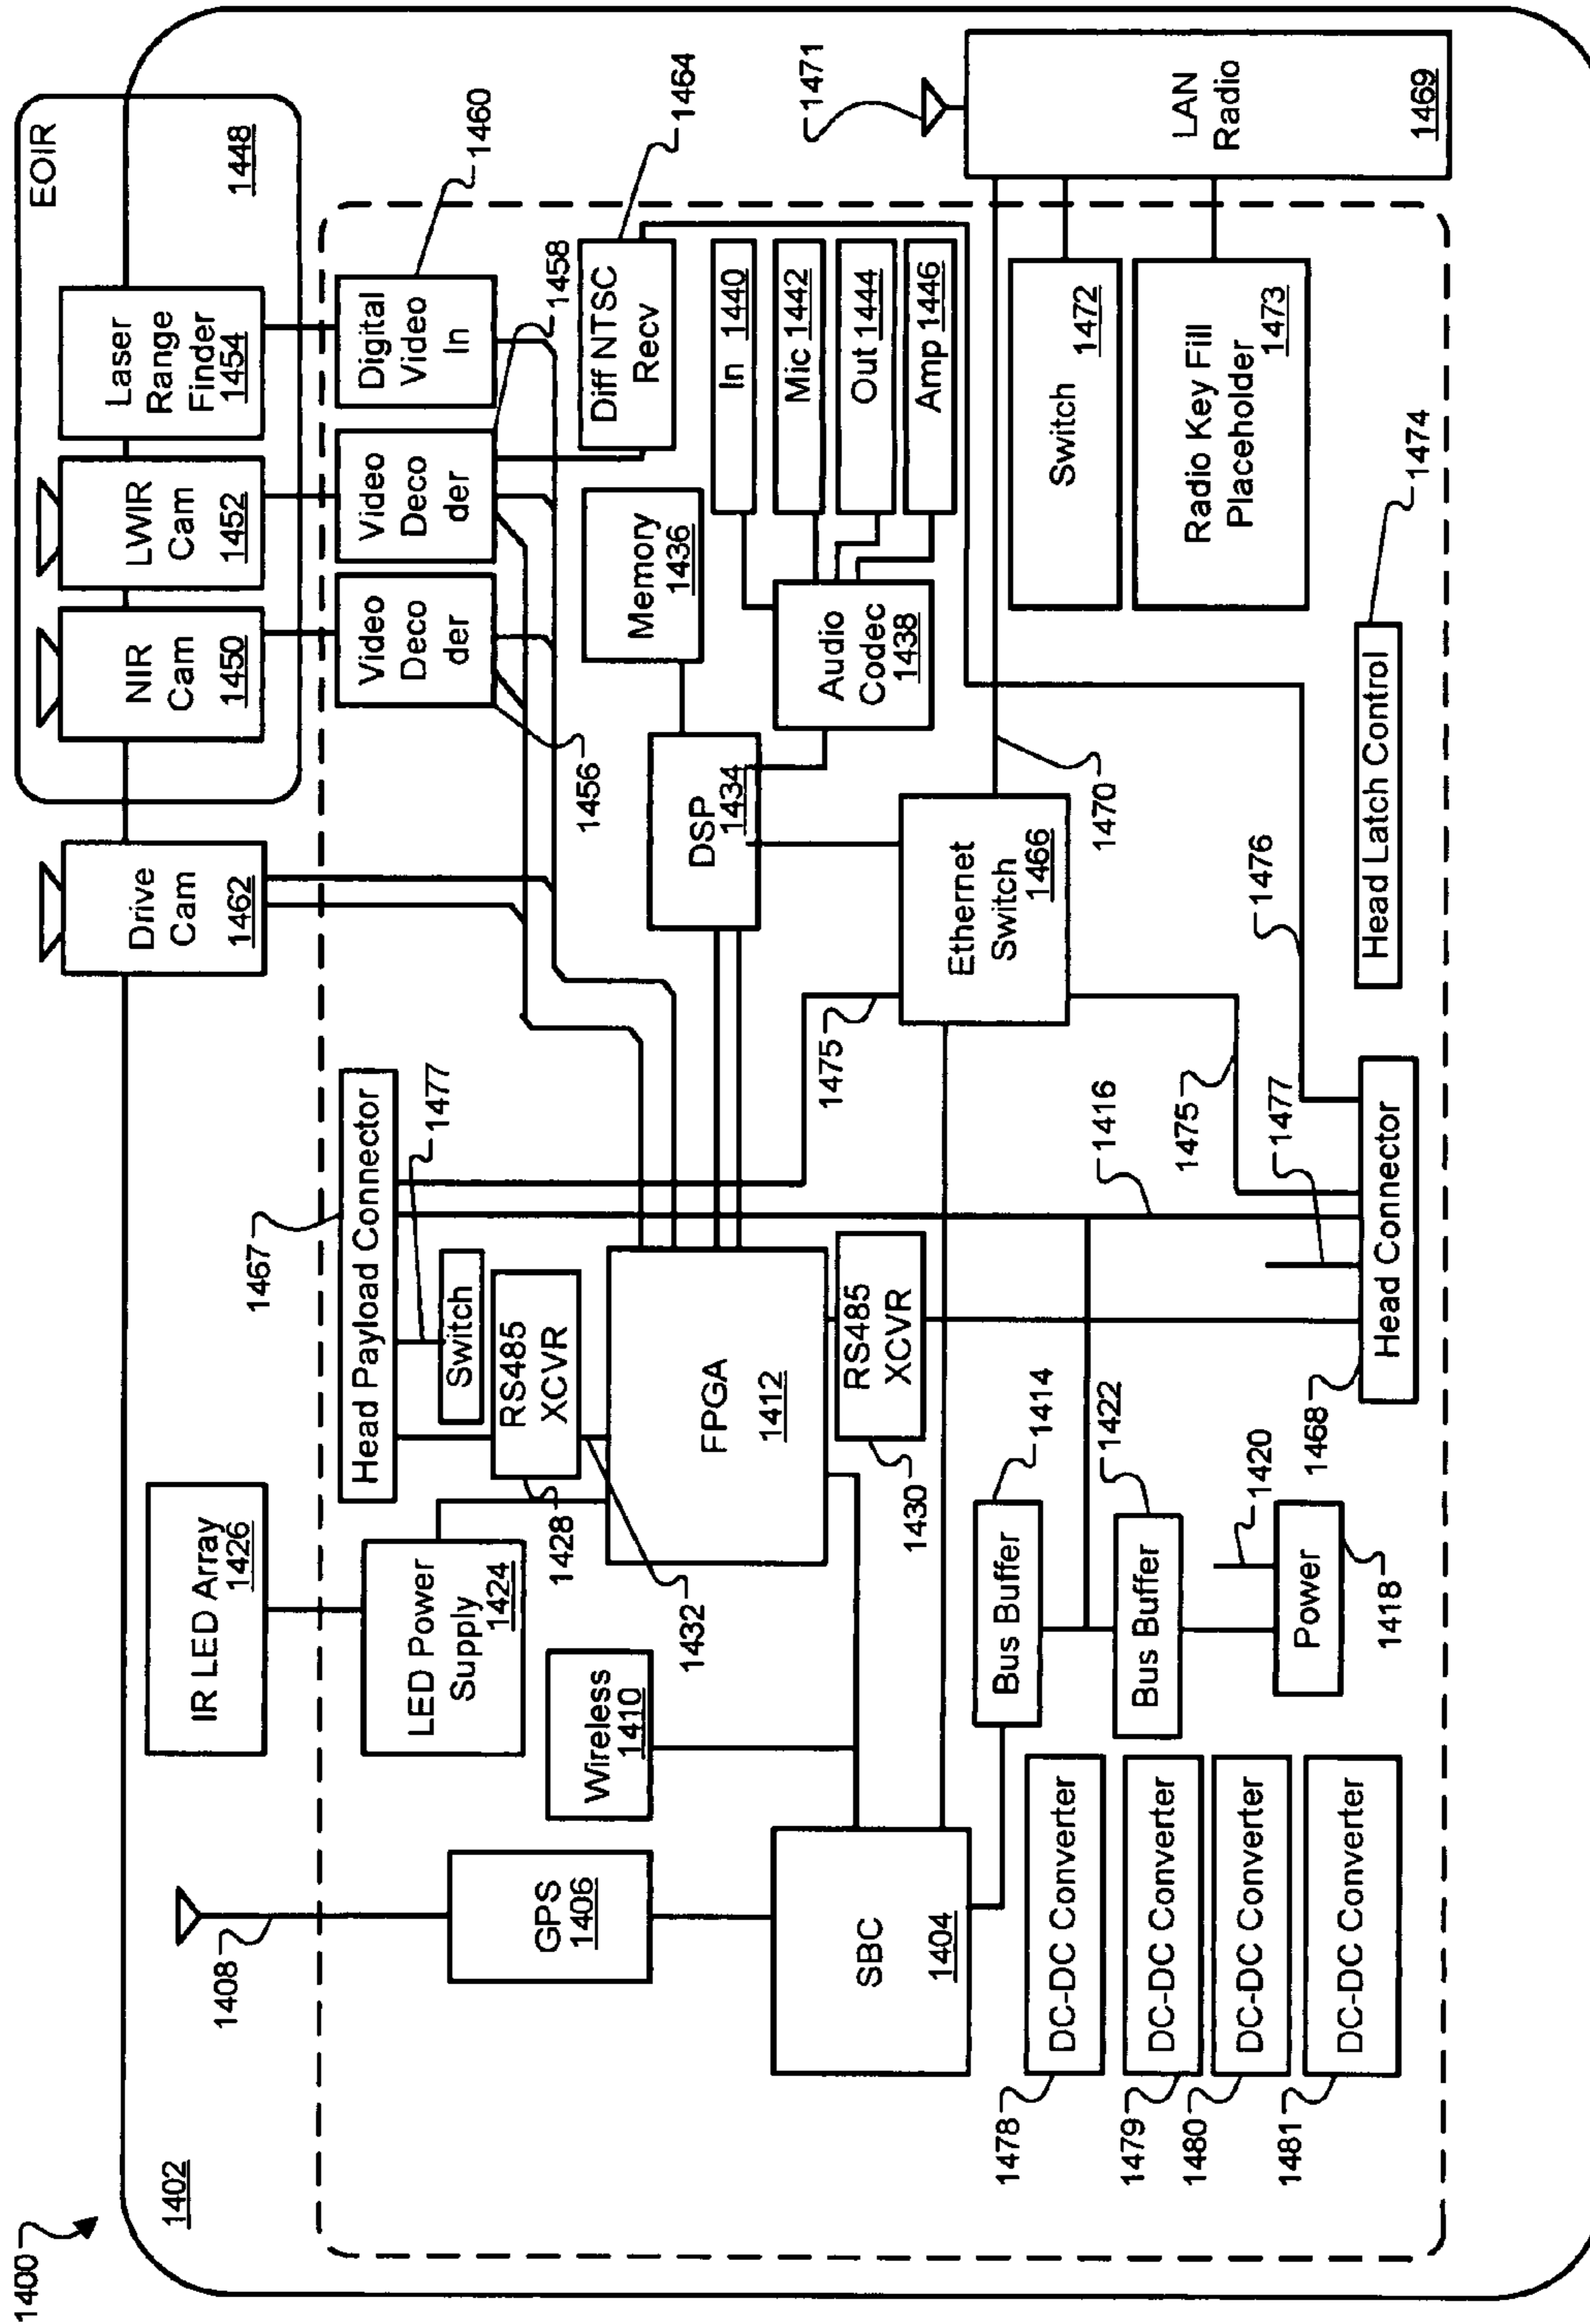 1400
1402
EOIR
1448
Drive
Cam
1462
NIR
Cam
1450
LWIR
Cam
1452
Laser
Range
Finder
1454
1408
IR LED Array
1426
1467
Head Payload Connector
1477
Switch
Video
Deco
der
1456
Video
Deco
der
1458
Digital
Video
In
1460
1464
Diff NTSC
Recv
GPS
1406
LED Power
Supply
1424
Wireless
1410
1428
RS485
XCVR
1432
FPGA
1412
RS485
XCVR
1430
DSP
1434
Memory
1436
Audio
Codec
1438
In 1440
Mic 1442
Out 1444
Amp 1446
1471
LAN
Radio
1469
SBC
1404
1475
Ethernet
Switch
1466
1470
Switch
1472
Radio Key Fill
Placeholder
1473
1478
DC-DC Converter
1479
DC-DC Converter
1480
DC-DC Converter
1481
DC-DC Converter
Bus Buffer
1414
Bus Buffer
1422
1420
Power
1418
1416
1475
1477
1476
1468
Head Connector
Head Latch Control
1474